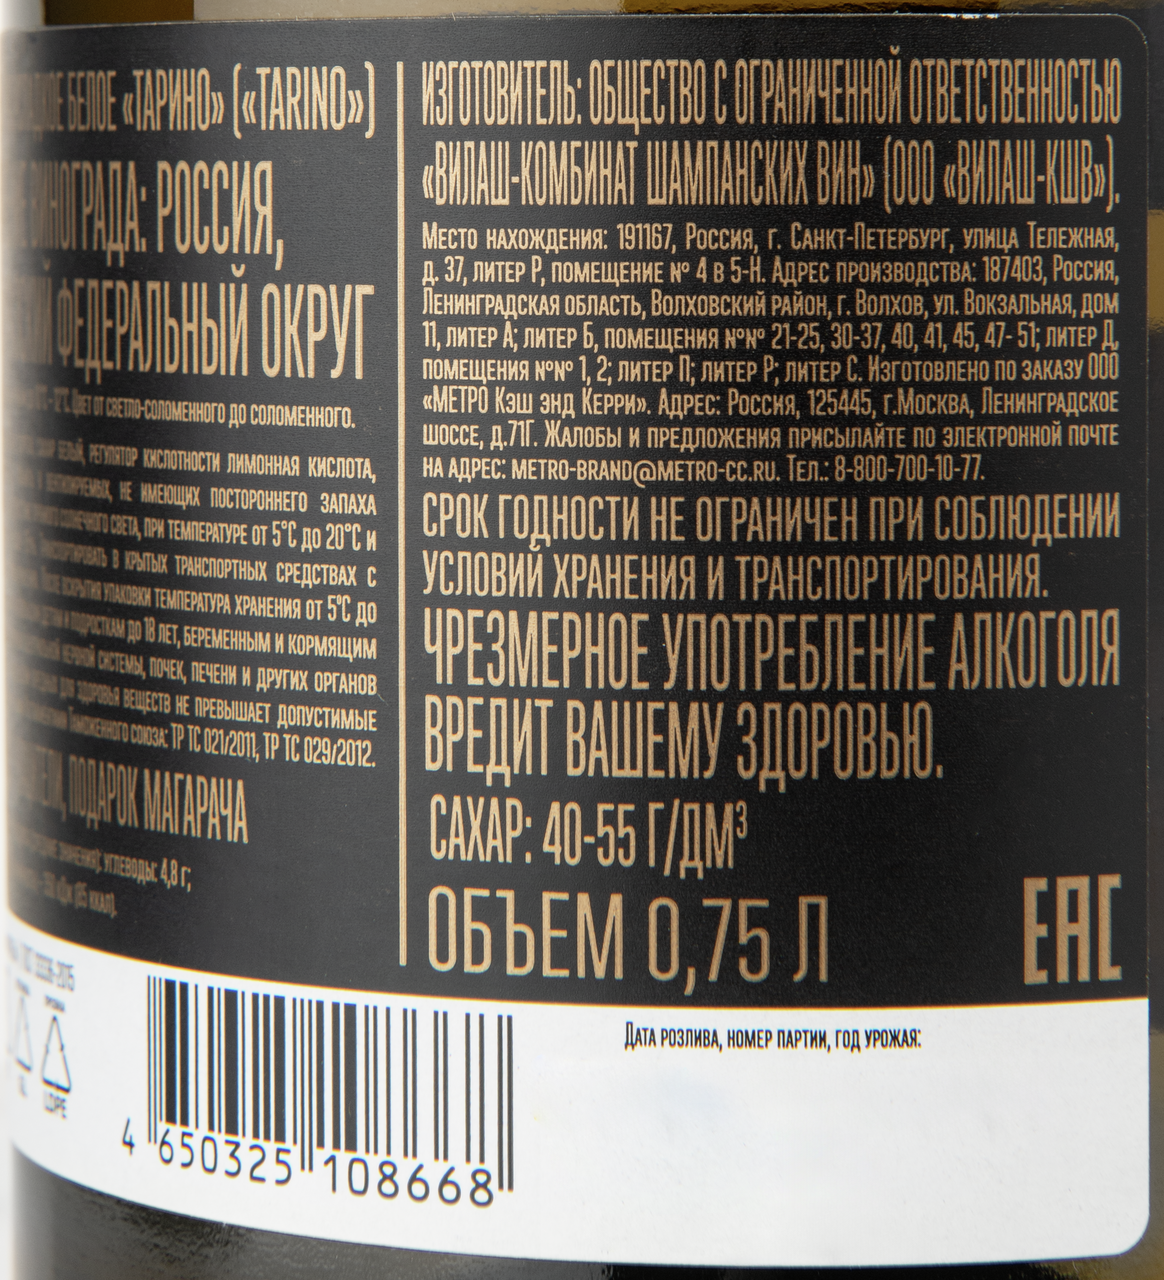 БЕЛОЕ «ТАРИНО» («TARINO»)
ВИНОГРАДА: РОССИЯ,
ФЕДЕРАЛЬНЫЙ ОКРУГ
Цвет от светло-соломенного до соломенного.
сахар белый, регулятор кислотности лимонная кислота,
не имеющих постороннего запаха
солнечного света, при температуре от 5°C до 20°C и
Транспортировать в крытых транспортных средствах с
После вскрытия упаковки температура хранения от 5°C до
детям и подросткам до 18 лет, беременным и кормящим
нервной системы, почек, печени и других органов
для здоровья веществ не превышает допустимые
Таможенного союза: ТР ТС 021/2011, ТР ТС 029/2012.
ПОДАРОК МАГАРАЧА
углеводы: 4,8 г;
(85 ккал).
ИЗГОТОВИТЕЛЬ: ОБЩЕСТВО С ОГРАНИЧЕННОЙ ОТВЕТСТВЕННОСТЬЮ
«ВИЛАШ-КОМБИНАТ ШАМПАНСКИХ ВИН» (ООО «ВИЛАШ-КШВ»).
Место нахождения: 191167, Россия, г. Санкт-Петербург, улица Тележная,
д. 37, литер Р, помещение № 4 в 5-Н. Адрес производства: 187403, Россия,
Ленинградская область, Волховский район, г. Волхов, ул. Вокзальная, дом
11, литер А; литер Б, помещения №№ 21-25, 30-37, 40, 41, 45, 47- 51; литер Д,
помещения №№ 1, 2; литер П; литер Р; литер С. Изготовлено по заказу ООО
«МЕТРО Кэш энд Керри». Адрес: Россия, 125445, г.Москва, Ленинградское
шоссе, д.71Г. Жалобы и предложения присылайте по электронной почте
на адрес: metro-brand@metro-cc.ru. Тел.: 8-800-700-10-77.
СРОК ГОДНОСТИ НЕ ОГРАНИЧЕН ПРИ СОБЛЮДЕНИИ
УСЛОВИЙ ХРАНЕНИЯ И ТРАНСПОРТИРОВАНИЯ.
ЧРЕЗМЕРНОЕ УПОТРЕБЛЕНИЕ АЛКОГОЛЯ
ВРЕДИТ ВАШЕМУ ЗДОРОВЬЮ.
САХАР: 40-55 Г/ДМ³
ОБЪЕМ 0,75 Л
EAC
LDPE
4 650325 108668
Дата розлива, номер партии, год урожая: